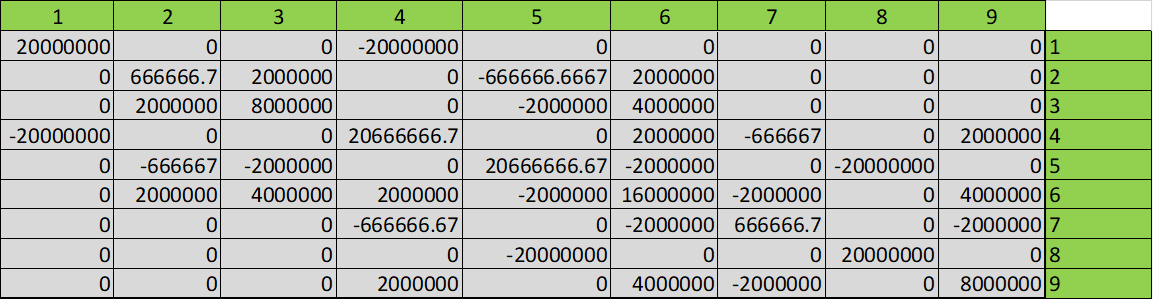 1 2 3 4 5 6 7 8 9
20000000 0 0 -20000000 0 0 0 0 0 1
0 666666.7 2000000 0 -666666.6667 2000000 0 0 0 2
0 2000000 8000000 0 -2000000 4000000 0 0 0 3
-20000000 0 0 20666666.7 0 2000000 -666667 0 2000000 4
0 -666667 -2000000 0 20666666.67 -2000000 0 -20000000 0 5
0 2000000 4000000 2000000 -2000000 16000000 -2000000 0 4000000 6
0 0 0 -666666.67 0 -2000000 666666.7 0 -2000000 7
0 0 0 0 -20000000 0 0 20000000 0 8
0 0 0 2000000 0 4000000 -2000000 0 8000000 9